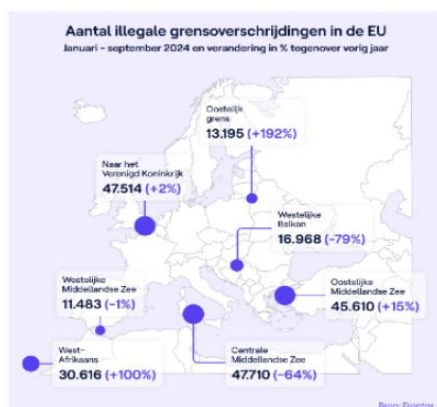 Aantal illegale grensoverschrijdingen in de EU
Januari – september 2024 en verandering in % tegenover vorig jaar
Oostelijk
grens
13.195 (+192%)
Naar het
Verenigd Koninkrijk
47.514 (+2%)
Westelijke
Balkan
16.968 (-79%)
Westelijke
Middellandse Zee
11.483 (-1%)
Oostelijke
Middellandse Zee
45.610 (+15%)
West-
Afrikaans
30.616 (+100%)
Centrale
Middellandse Zee
47.710 (-64%)
Bron: Frontex